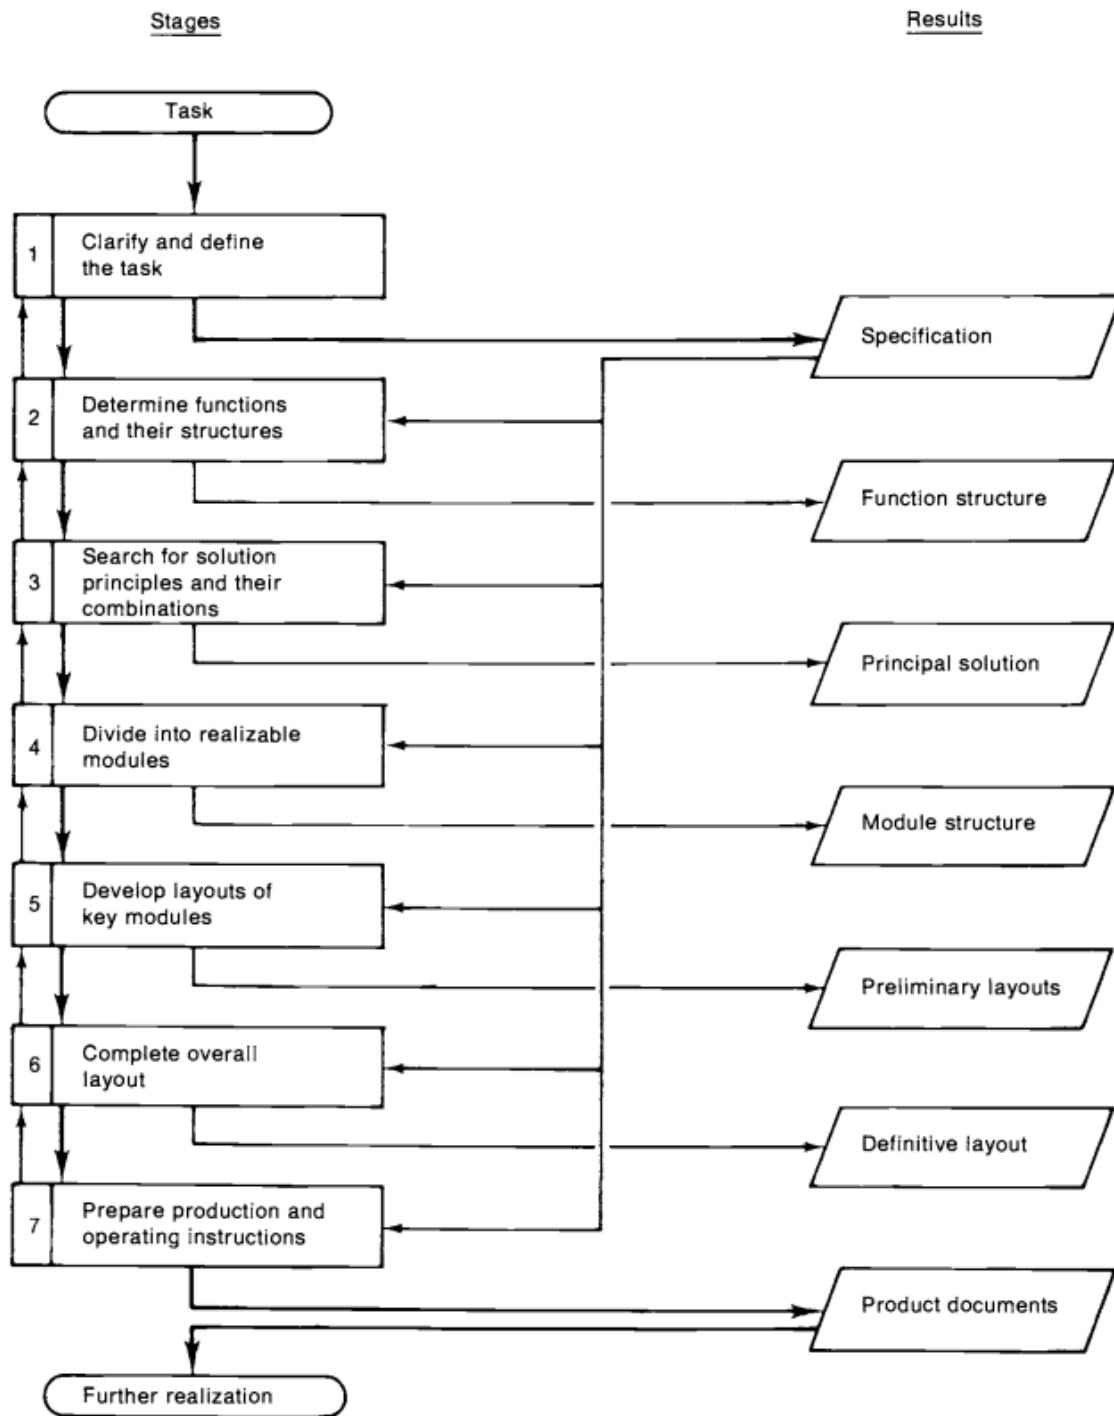 Stages
Results
Task
1
Clarify and define
the task
Specification
2
Determine functions
and their structures
Function structure
3
Search for solution
principles and their
combinations
Principal solution
4
Divide into realizable
modules
Module structure
5
Develop layouts of
key modules
Preliminary layouts
6
Complete overall
layout
Definitive layout
7
Prepare production and
operating instructions
Product documents
Further realization